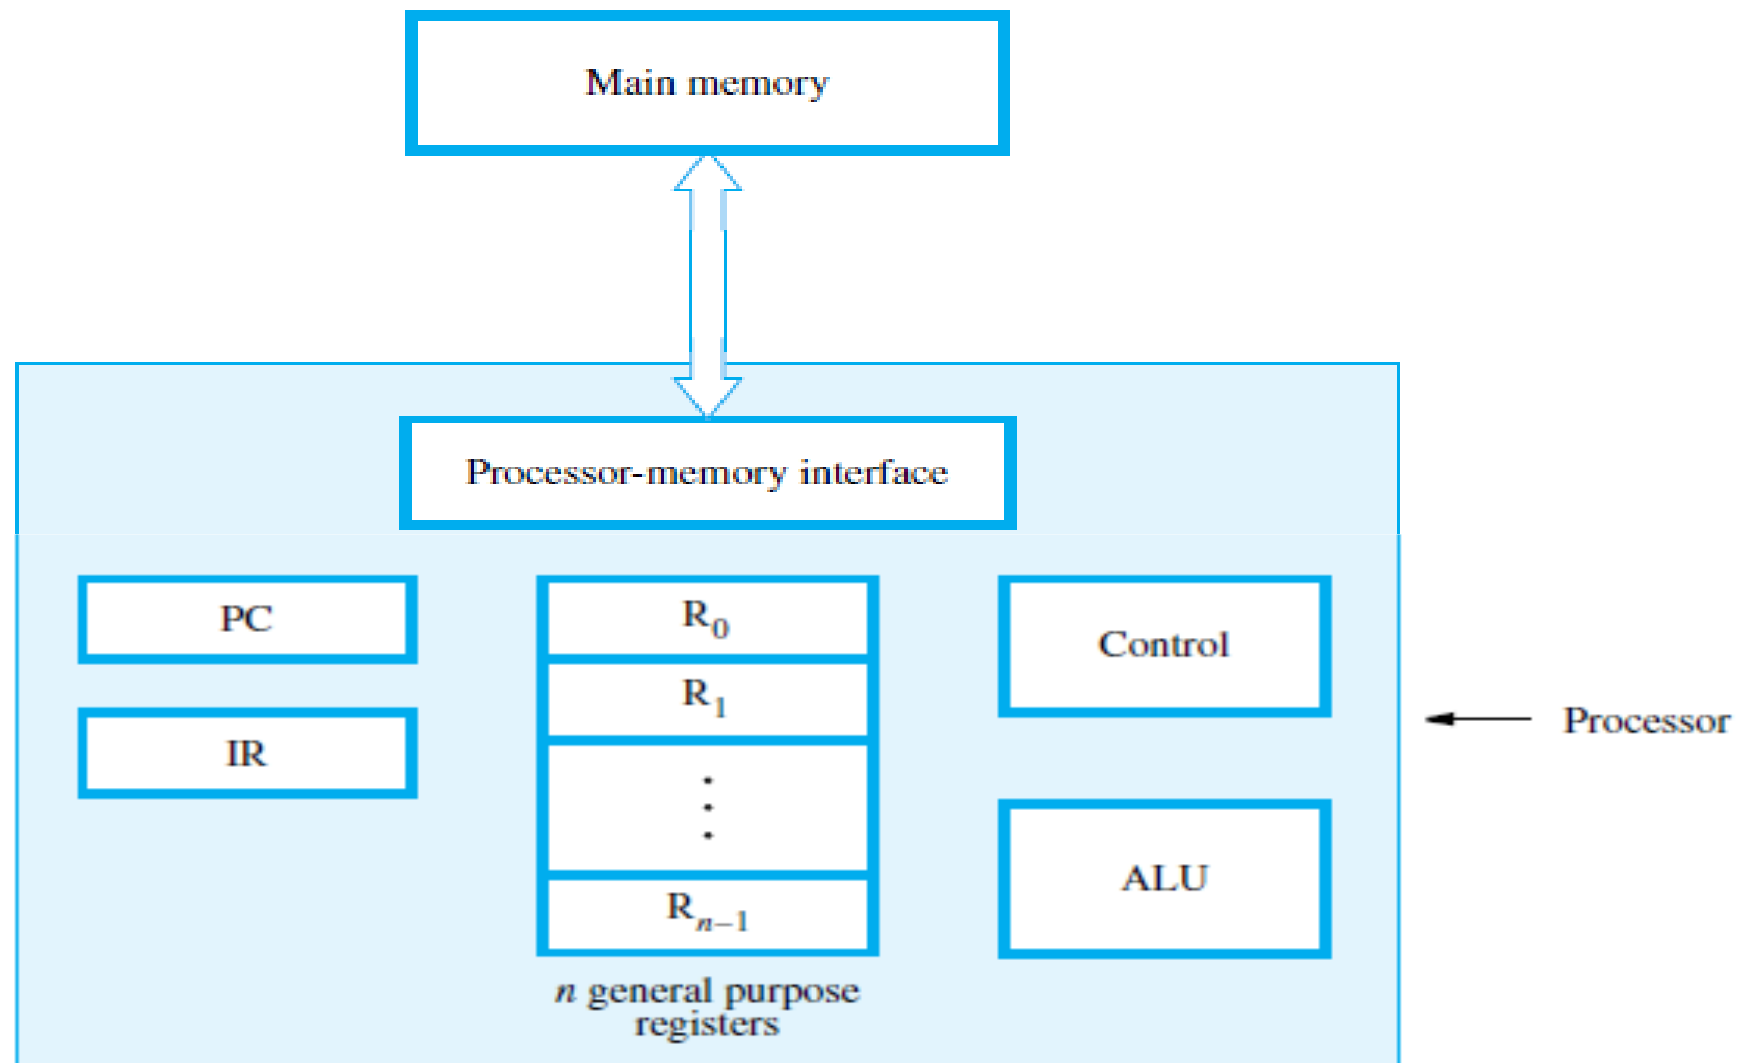 Main memory
Processor-memory interface
PC
IR
R0
R1
⋮
Rn−1
n general purpose
registers
Control
ALU
Processor